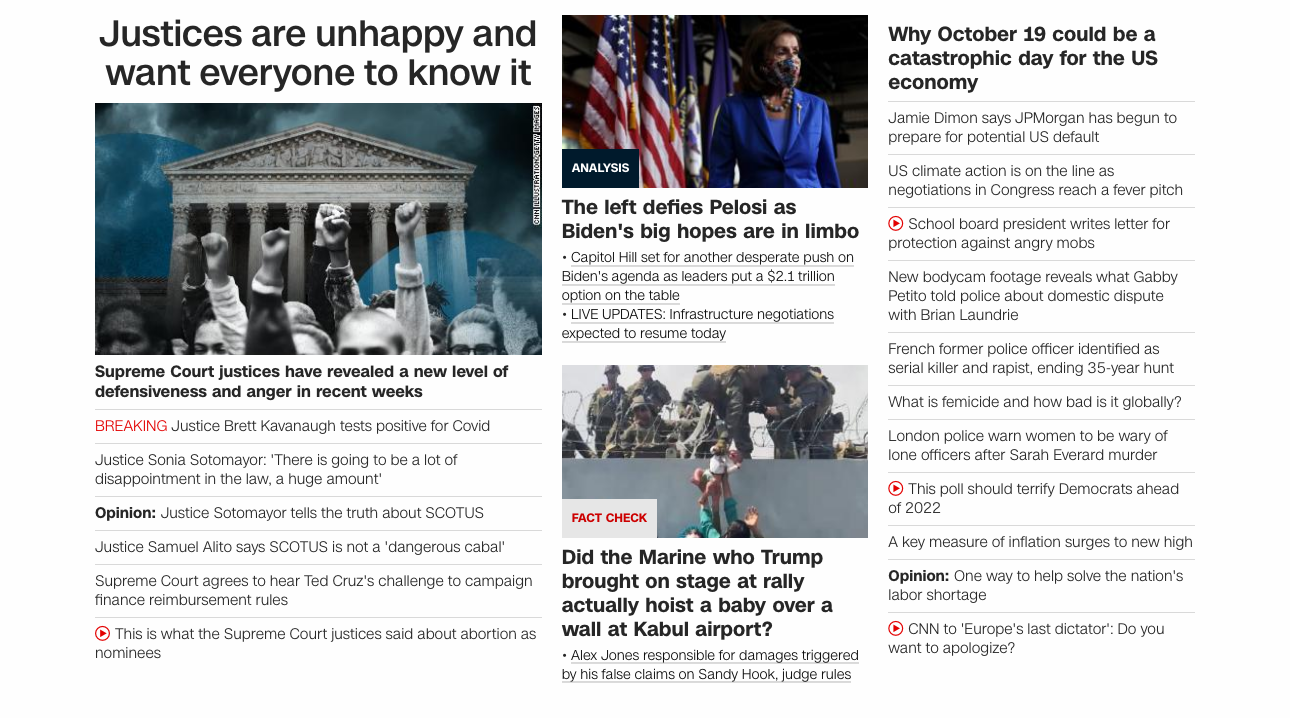 Justices are unhappy and
want everyone to know it
CNN ILLUSTRATION/GETTY IMAGES
Supreme Court justices have revealed a new level of
defensiveness and anger in recent weeks
BREAKING Justice Brett Kavanaugh tests positive for Covid
Justice Sonia Sotomayor: 'There is going to be a lot of
disappointment in the law, a huge amount'
Opinion: Justice Sotomayor tells the truth about SCOTUS
Justice Samuel Alito says SCOTUS is not a 'dangerous cabal'
Supreme Court agrees to hear Ted Cruz's challenge to campaign
finance reimbursement rules
This is what the Supreme Court justices said about abortion as
nominees
ANALYSIS
The left defies Pelosi as
Biden's big hopes are in limbo
• Capitol Hill set for another desperate push on
Biden's agenda as leaders put a $2.1 trillion
option on the table
• LIVE UPDATES: Infrastructure negotiations
expected to resume today
FACT CHECK
Did the Marine who Trump
brought on stage at rally
actually hoist a baby over a
wall at Kabul airport?
• Alex Jones responsible for damages triggered
by his false claims on Sandy Hook, judge rules
Why October 19 could be a
catastrophic day for the US
economy
Jamie Dimon says JPMorgan has begun to
prepare for potential US default
US climate action is on the line as
negotiations in Congress reach a fever pitch
School board president writes letter for
protection against angry mobs
New bodycam footage reveals what Gabby
Petito told police about domestic dispute
with Brian Laundrie
French former police officer identified as
serial killer and rapist, ending 35-year hunt
What is femicide and how bad is it globally?
London police warn women to be wary of
lone officers after Sarah Everard murder
This poll should terrify Democrats ahead
of 2022
A key measure of inflation surges to new high
Opinion: One way to help solve the nation's
labor shortage
CNN to 'Europe's last dictator': Do you
want to apologize?